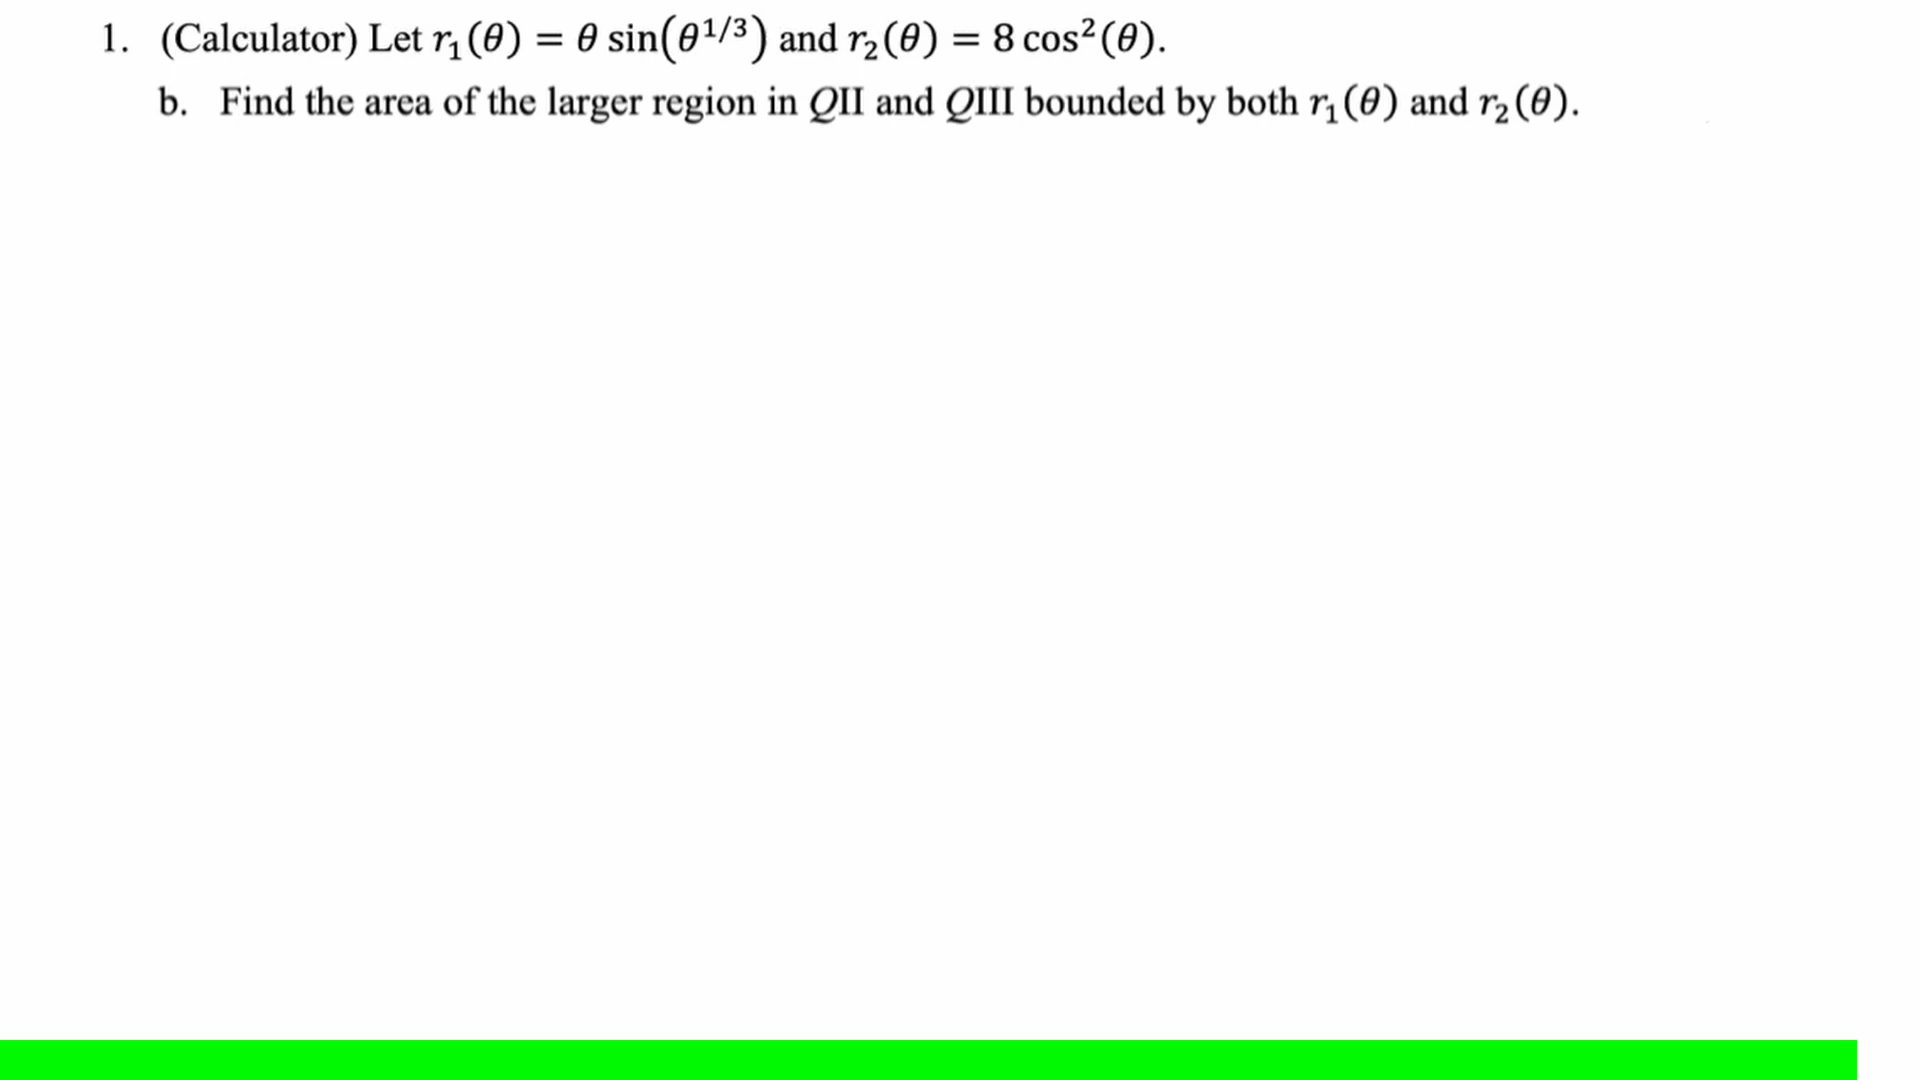 1. (Calculator) Let r₁(θ) = θ sin(θ^{1/3}) and r₂(θ) = 8 cos²(θ).
b. Find the area of the larger region in QII and QIII bounded by both r₁(θ) and r₂(θ).